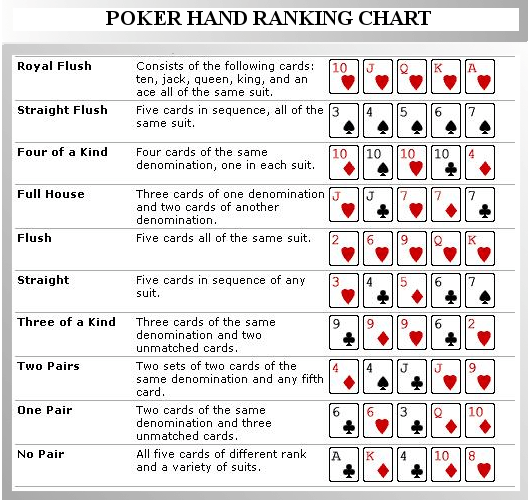 POKER HAND RANKING CHART
Royal Flush
Consists of the following cards:
ten, jack, queen, king, and an
ace all of the same suit.
10 J Q K A
Straight Flush
Five cards in sequence, all of the
same suit.
3 4 5 6 7
Four of a Kind
Four cards of the same
denomination, one in each suit.
10 10 10 10 4
Full House
Three cards of one denomination
and two cards of another
denomination.
J J 7 7 7
Flush
Five cards all of the same suit.
2 6 9 Q K
Straight
Five cards in sequence of any
suit.
3 4 5 6 7
Three of a Kind
Three cards of the same
denomination and two
unmatched cards.
9 9 9 6 2
Two Pairs
Two sets of two cards of the
same denomination and any fifth
card.
4 4 J J 9
One Pair
Two cards of the same
denomination and three
unmatched cards.
6 6 3 Q 10
No Pair
All five cards of different rank
and a variety of suits.
A K 4 10 8